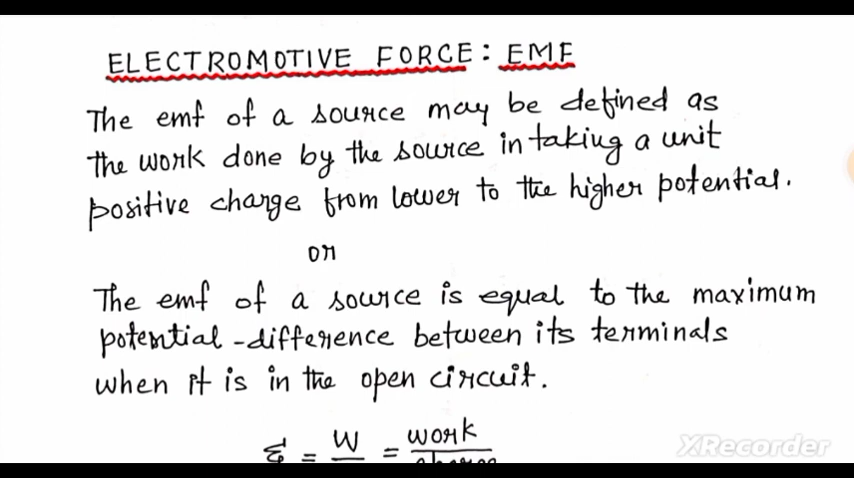 ELECTROMOTIVE FORCE: EMF
The emf of a source may be defined as
the work done by the source in taking a unit
positive charge from lower to the higher potential.
or
The emf of a source is equal to the maximum
potential-difference between its terminals
when it is in the open circuit.
ξ = W = work
XRecorder